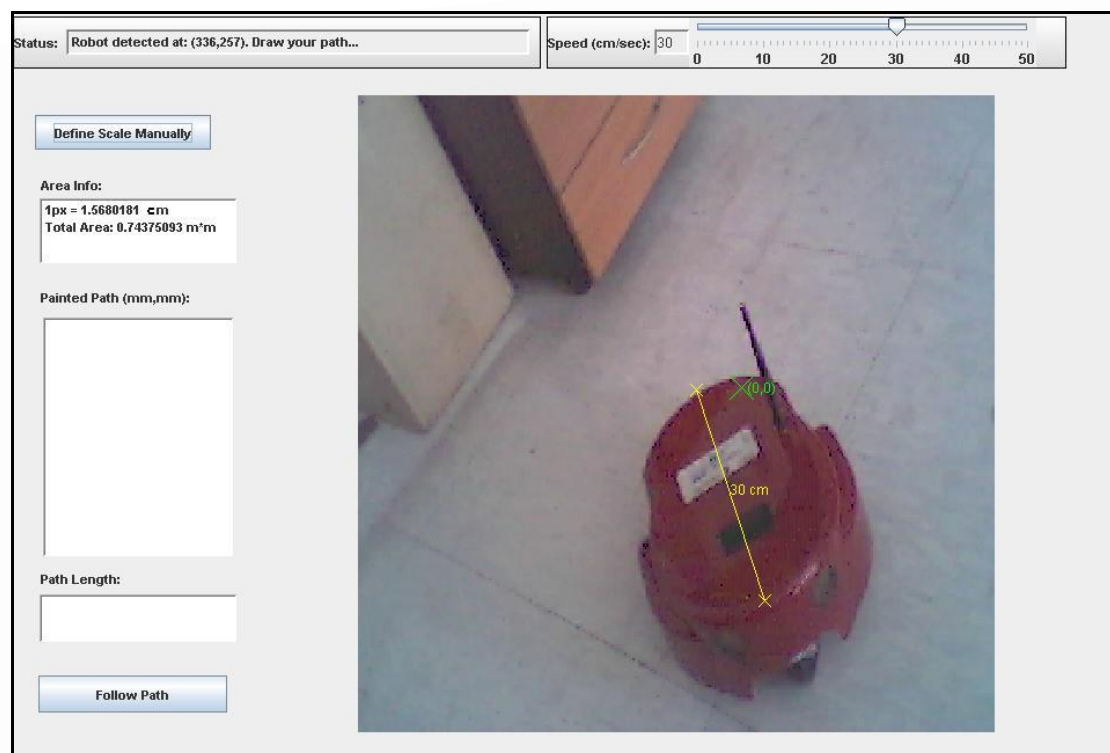 Status: Robot detected at: (336,257). Draw your path...
Speed (cm/sec): 30
0 10 20 30 40 50
Define Scale Manually
Area Info:
1px = 1.5680181 cm
Total Area: 0.74375093 m*m
Painted Path (mm,mm):
(0,0)
30 cm
Path Length:
Follow Path